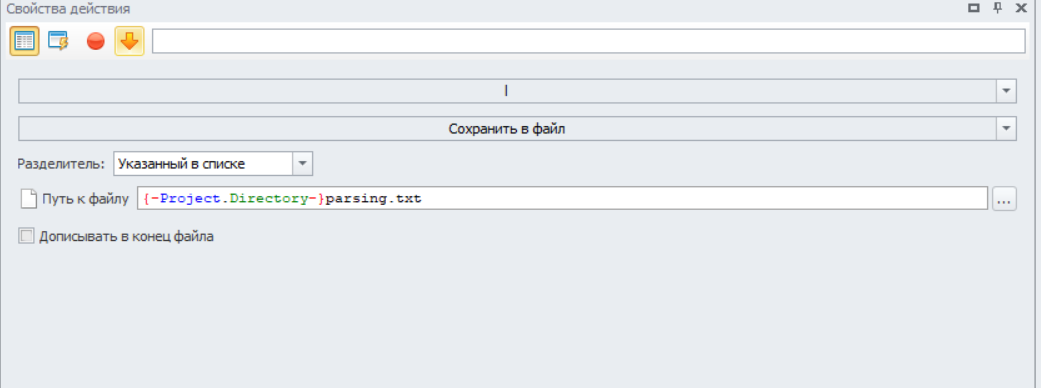 Свойства действия
l
Сохранить в файл
Разделитель: Указанный в списке
Путь к файлу {-Project.Directory-}parsing.txt ...
Дописывать в конец файла